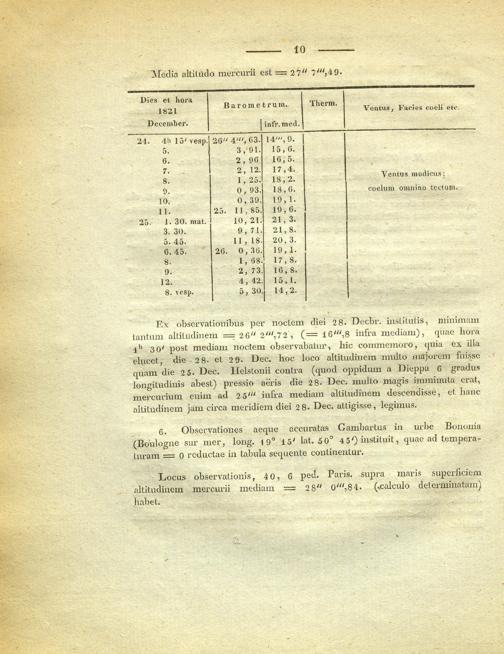 10
Media altitudo mercurii est = 27″ 7‴,49.
Dies et hora 1821 December. | Barometrum. | infr. med. | Therm. | Ventus, Facies coeli etc.
24. 4h 15′ vesp. 26″ 4‴, 63. 14‴, 9.
5. 3, 91. 15, 6.
6. 2, 96 16, 5.
7. 2, 12. 17, 4. Ventus modicus;
8. 1, 25. 18, 2.
9. 0, 93. 18, 6. coelum omnino tectum.
10. 0, 39. 19, 1.
11. 25. 11, 85. 19, 6.
25. 1. 30. mat. 10, 21. 21, 3.
3. 30. 9, 71. 21, 8.
5. 45. 11, 18. 20, 3.
6. 45. 26. 0, 36. 19, 1.
8. 1, 68. 17, 8.
9. 2, 73. 16, 8.
12. 4, 42. 15, 1.
8. vesp. 5, 30. 14, 2.
Ex observationibus per noctem diei 28. Decbr. institutis, minimam
tantum altitudinem = 26″ 2‴,72, (= 16‴,8 infra mediam), quae hora
1h 30′ post mediam noctem observabatur, hic commemoro, quia ex illa
elucet, die 28. et 29. Dec. hoc loco altitudinem multo majorem fuisse
quam die 25. Dec. Helstonii contra (quod oppidum a Dieppa 6 gradus
longitudinis abest) pressio aëris die 28. Dec. multo magis imminuta erat,
mercurium enim ad 25‴ infra mediam altitudinem descendisse, et hanc
altitudinem jam circa meridiem diei 28. Dec. attigisse, legimus.
6. Observationes aeque accuratas Gambartus in urbe Bononia
(Boulogne sur mer, long. 19° 15′ lat. 50° 45′) instituit, quae ad tempera-
turam = 0 reductae in tabula sequente continentur.
Locus observationis, 40, 6 ped. Paris. supra maris superficiem
altitudinem mercurii mediam = 28″ 0‴,84. (calculo determinatam)
habet.